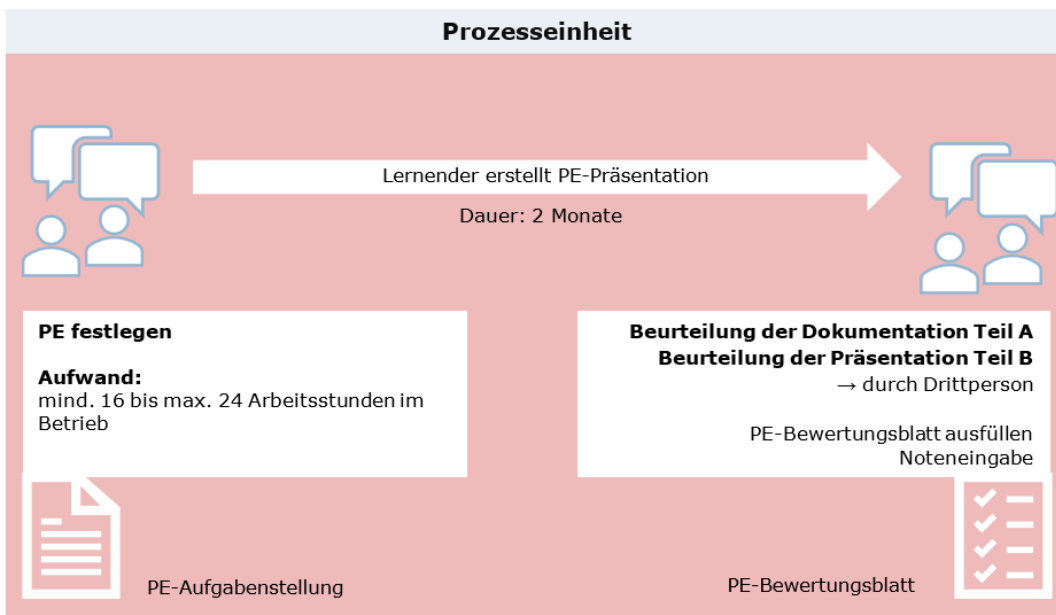 Prozesseinheit
Lernender erstellt PE-Präsentation
Dauer: 2 Monate
PE festlegen
Aufwand:
mind. 16 bis max. 24 Arbeitsstunden im
Betrieb
Beurteilung der Dokumentation Teil A
Beurteilung der Präsentation Teil B
→ durch Drittperson
PE-Bewertungsblatt ausfüllen
Noteneingabe
PE-Aufgabenstellung
PE-Bewertungsblatt